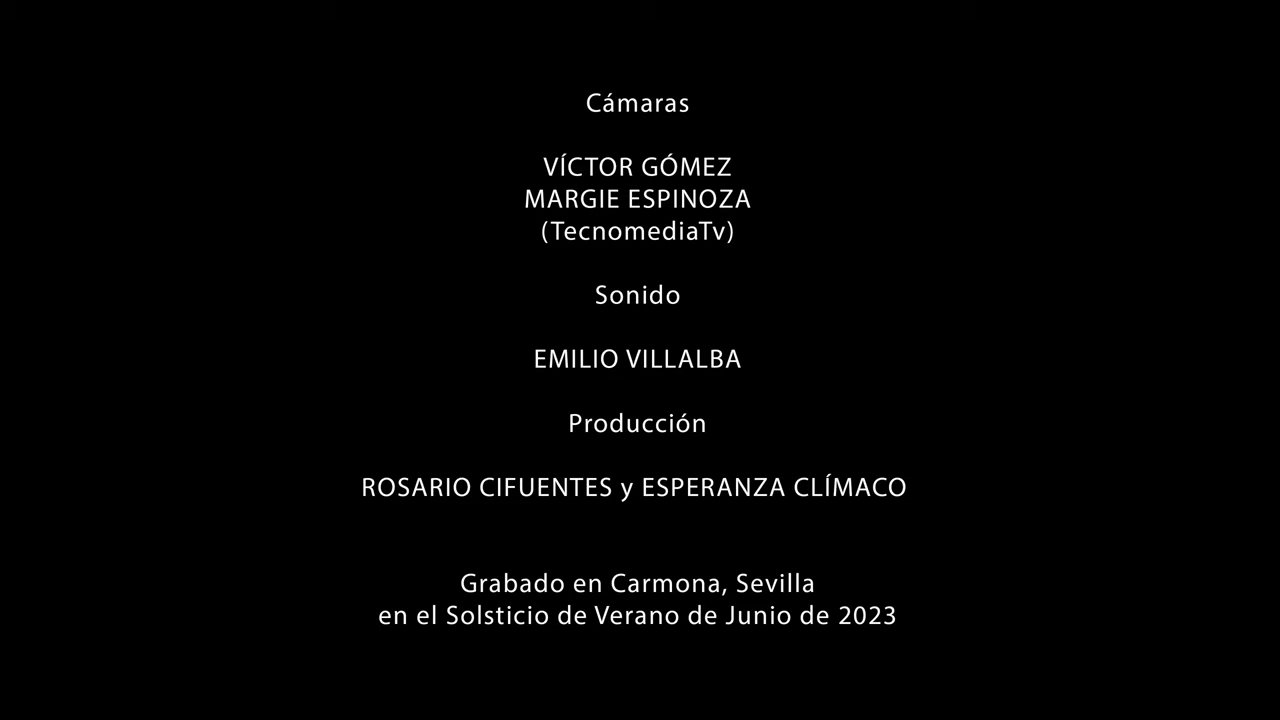 Cámaras
VÍCTOR GÓMEZ
MARGIE ESPINOZA
(TecnomediaTv)
Sonido
EMILIO VILLALBA
Producción
ROSARIO CIFUENTES y ESPERANZA CLÍMACO
Grabado en Carmona, Sevilla
en el Solsticio de Verano de Junio de 2023